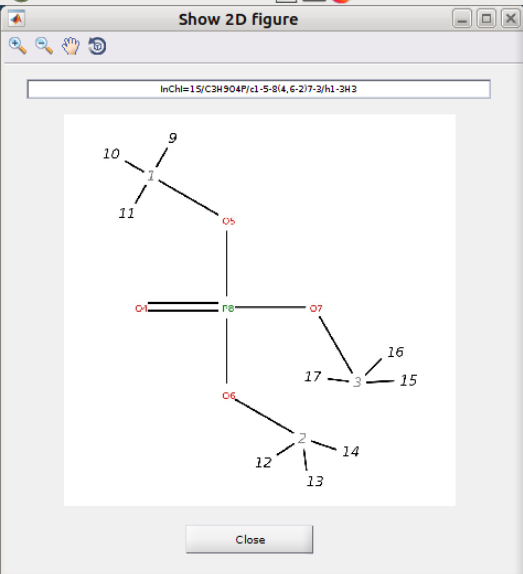 Show 2D figure
InChI=1S/C3H9O4P/c1-5-8(4,6-2)7-3/h1-3H3
9
10
1
11
O5
O4
P8
O7
16
17
3
15
O6
2
14
12
13
Close